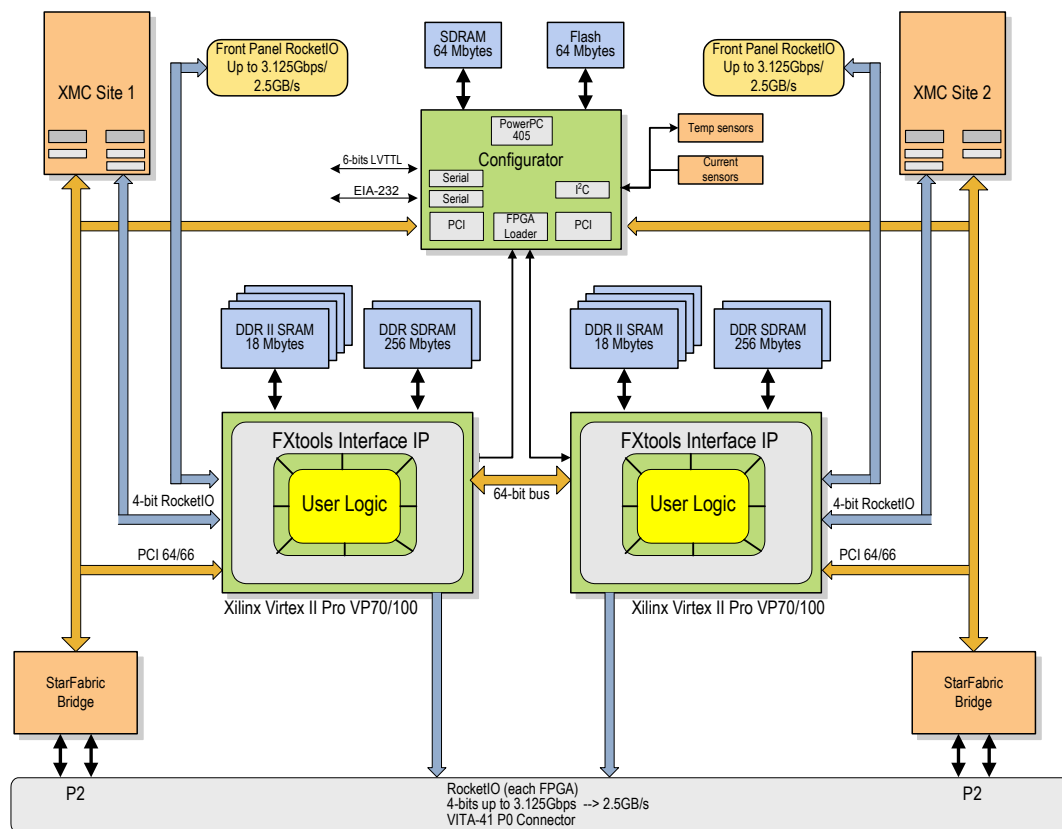 XMC Site 1
Front Panel RocketIO
Up to 3.125Gbps/
2.5GB/s
SDRAM
64 Mbytes
Flash
64 Mbytes
Front Panel RocketIO
Up to 3.125Gbps/
2.5GB/s
XMC Site 2
PowerPC
405
Configurator
Temp sensors
Current
sensors
6-bits LVTTL
EIA-232
Serial
Serial
I²C
PCI
FPGA
Loader
PCI
DDR II SRAM
18 Mbytes
DDR SDRAM
256 Mbytes
DDR II SRAM
18 Mbytes
DDR SDRAM
256 Mbytes
FXtools Interface IP
User Logic
FXtools Interface IP
User Logic
64-bit bus
4-bit RocketIO
4-bit RocketIO
PCI 64/66
PCI 64/66
Xilinx Virtex II Pro VP70/100
Xilinx Virtex II Pro VP70/100
StarFabric
Bridge
StarFabric
Bridge
P2
RocketIO (each FPGA)
4-bits up to 3.125Gbps --> 2.5GB/s
VITA-41 P0 Connector
P2